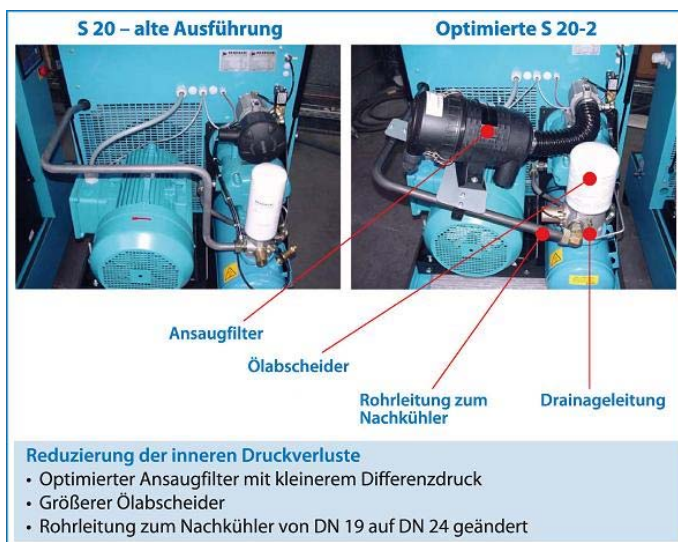 S 20 – alte Ausführung
Optimierte S 20-2
Ansaugfilter
Ölabscheider
Rohrleitung zum
Nachkühler
Drainageleitung
Reduzierung der inneren Druckverluste
• Optimierter Ansaugfilter mit kleinerem Differenzdruck
• Größerer Ölabscheider
• Rohrleitung zum Nachkühler von DN 19 auf DN 24 geändert